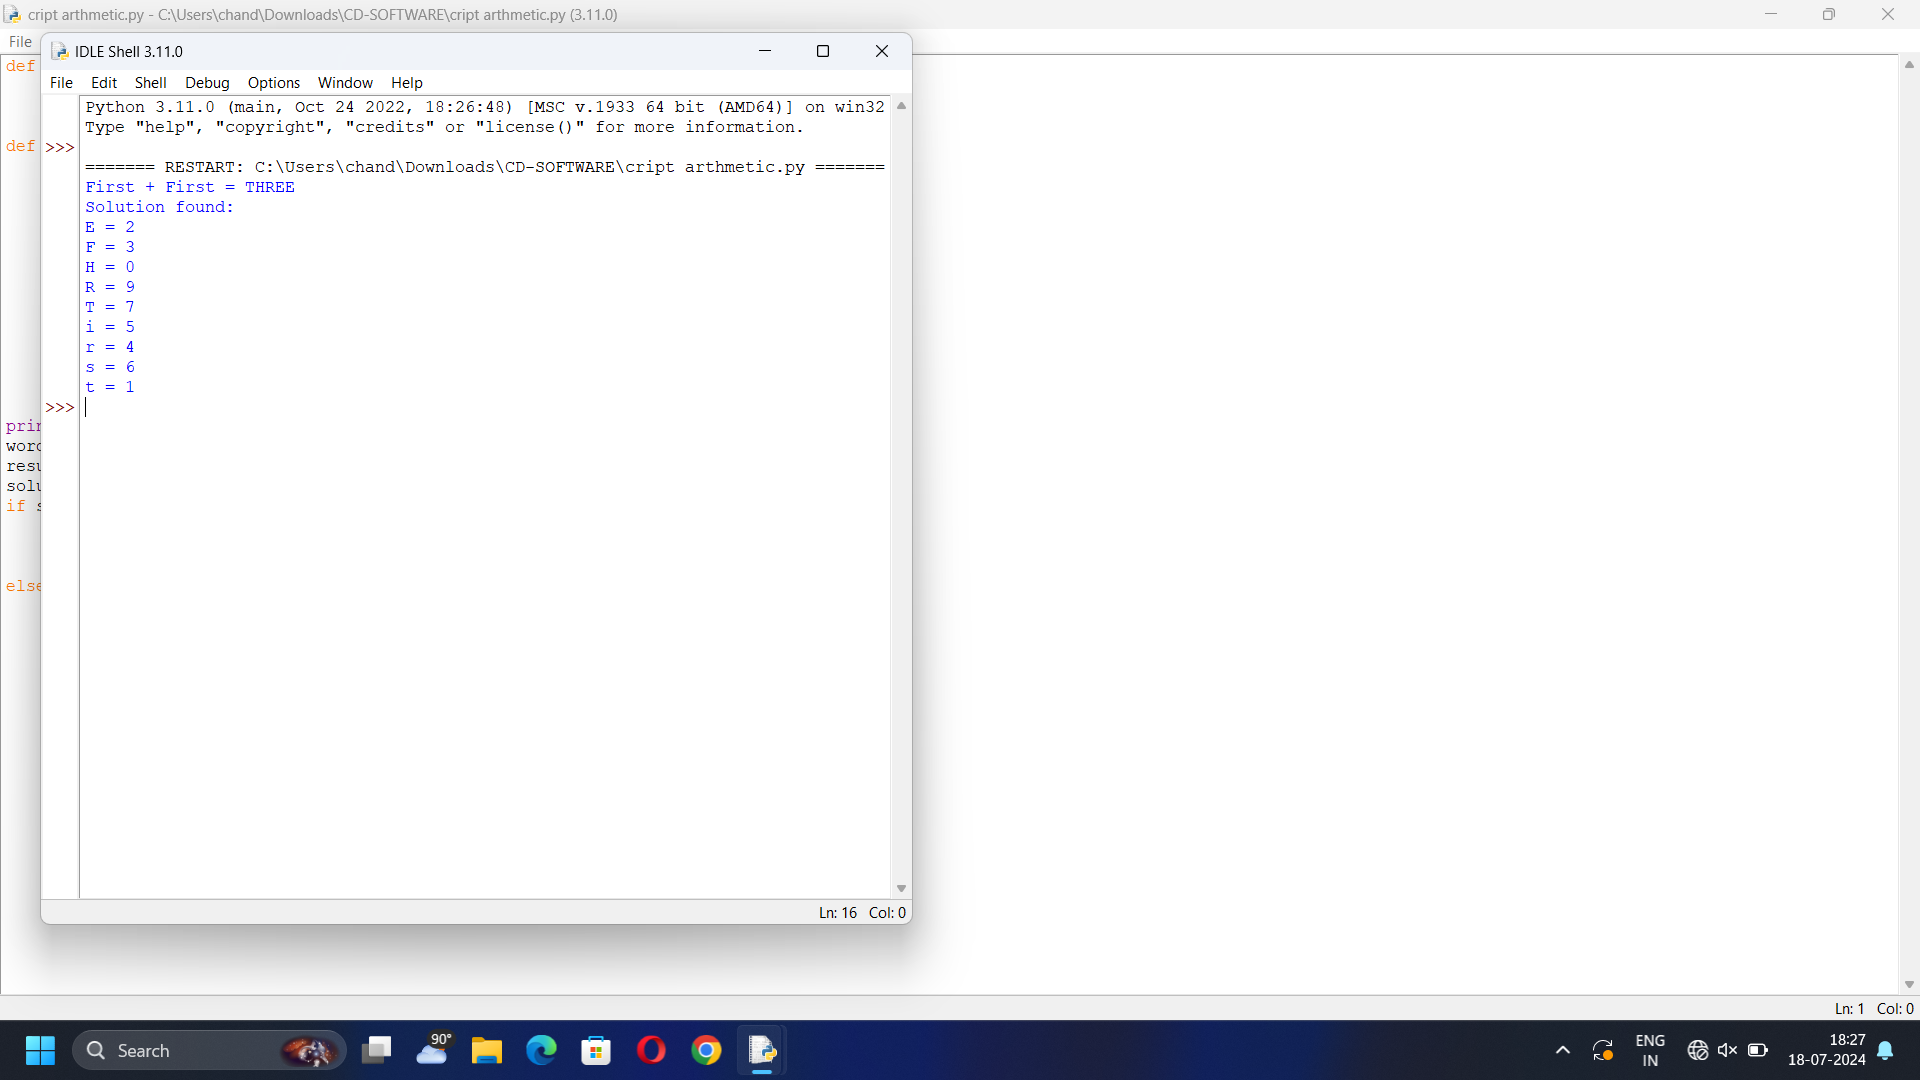 cript arthmetic.py - C:\Users\chand\Downloads\CD-SOFTWARE\cript arthmetic.py (3.11.0)
File
IDLE Shell 3.11.0
File Edit Shell Debug Options Window Help
Python 3.11.0 (main, Oct 24 2022, 18:26:48) [MSC v.1933 64 bit (AMD64)] on win32
Type "help", "copyright", "credits" or "license()" for more information.
>>>
======= RESTART: C:\Users\chand\Downloads\CD-SOFTWARE\cript arthmetic.py =======
First + First = THREE
Solution found:
E = 2
F = 3
H = 0
R = 9
T = 7
i = 5
r = 4
s = 6
t = 1
>>>
Ln: 16 Col: 0
def
def
if
Ln: 1 Col: 0
Search
90°
ENG
IN
18:27
18-07-2024